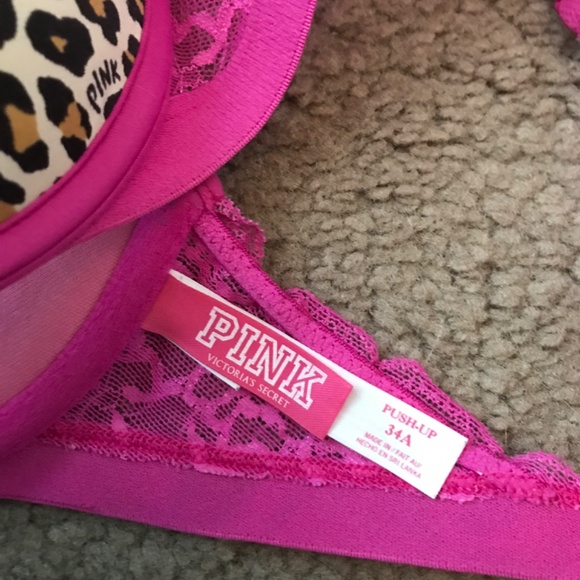 PINK
PINK
VICTORIA'S SECRET
PUSH-UP
34A
MADE IN / FAIT AU/
HECHO EN SRI LANKA